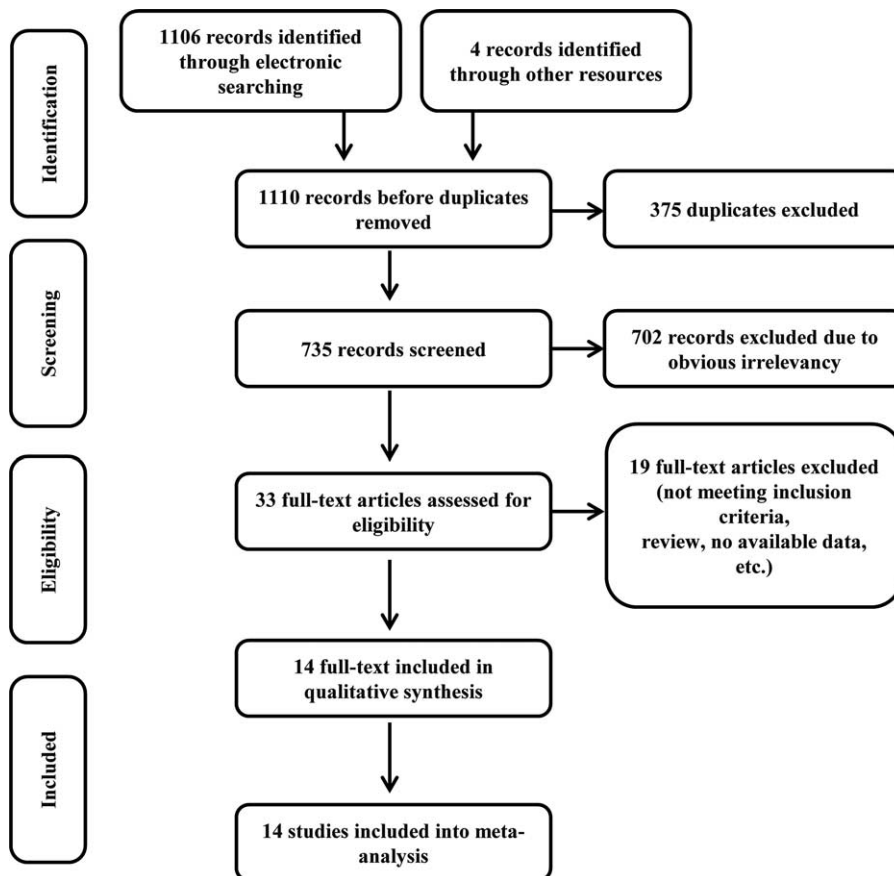 1106 records identified
through electronic
searching
4 records identified
through other resources
Identification
1110 records before duplicates
removed
375 duplicates excluded
Screening
735 records screened
702 records excluded due to
obvious irrelevancy
Eligibility
33 full-text articles assessed for
eligibility
19 full-text articles excluded
(not meeting inclusion
criteria,
review, no available data,
etc.)
14 full-text included in
qualitative synthesis
Included
14 studies included into meta-
analysis